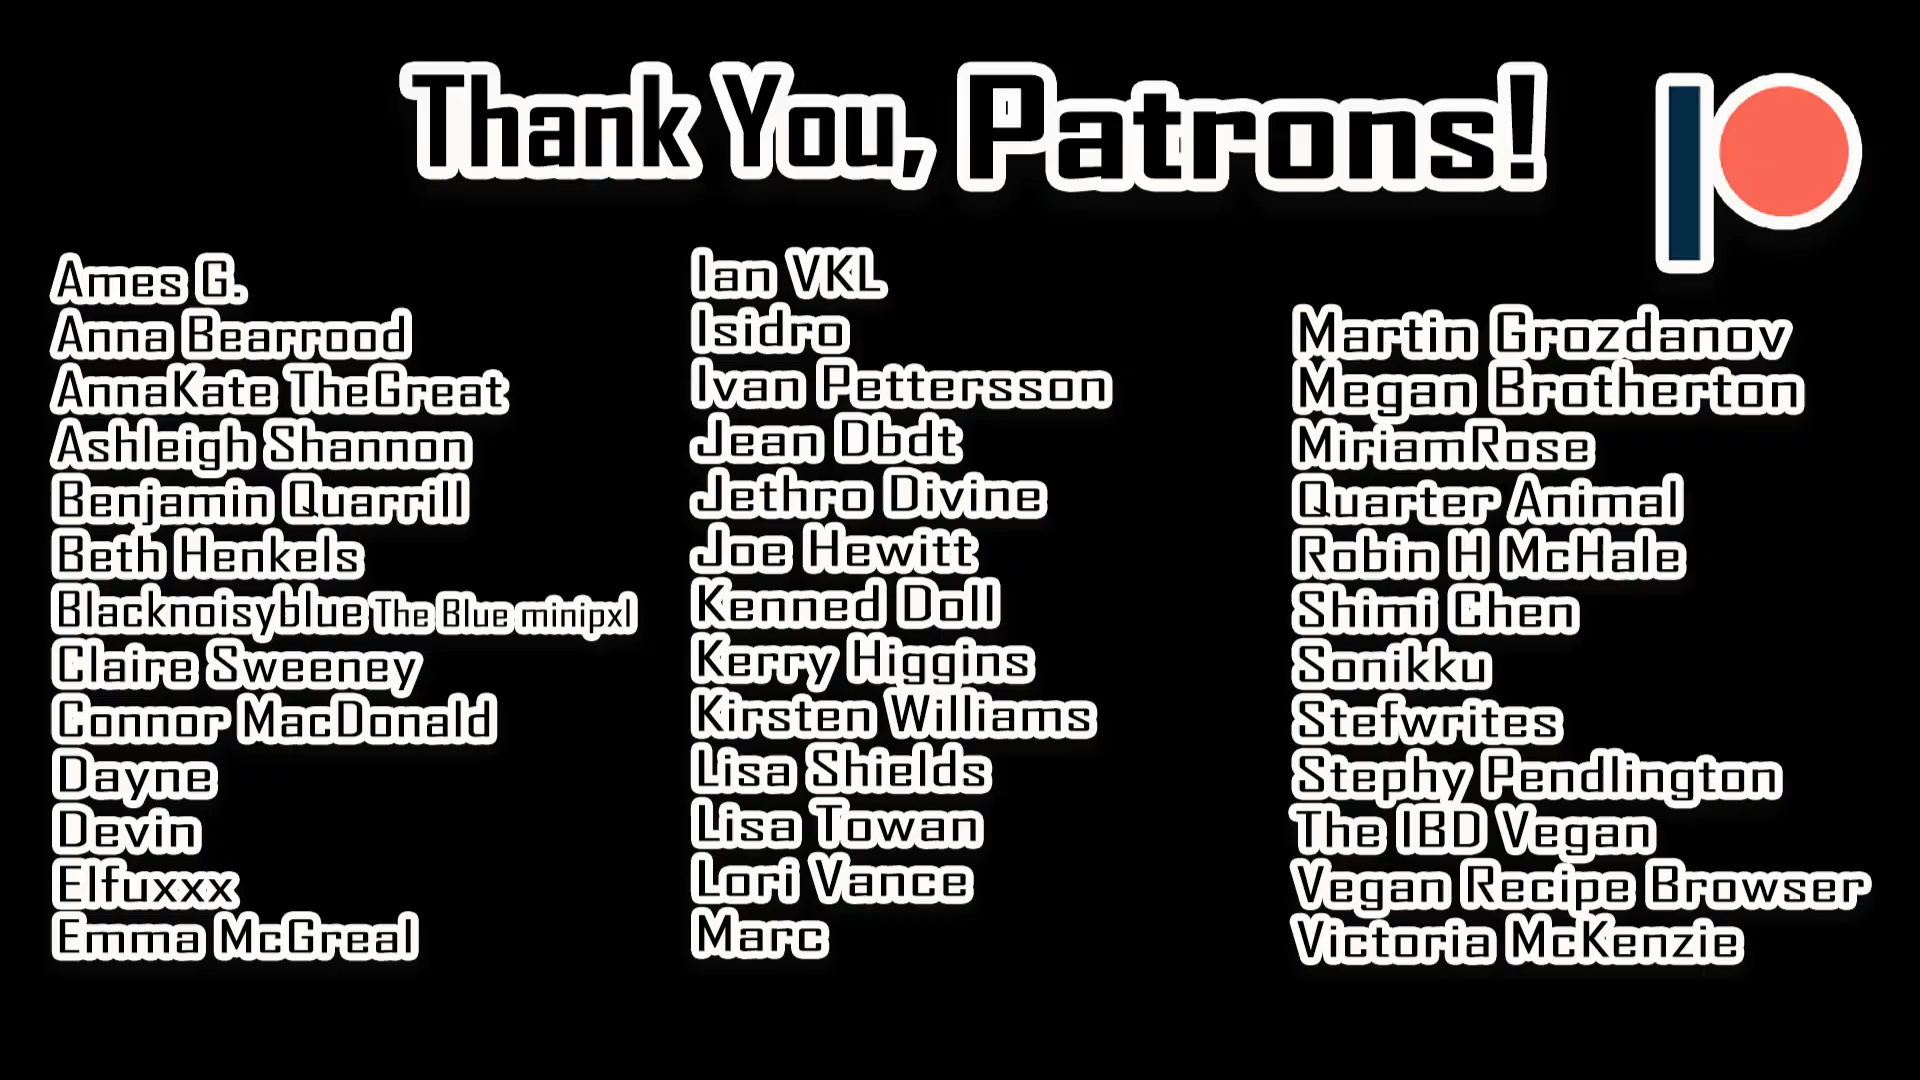 Thank You, Patrons!
Ames G.
Anna Bearrood
AnnaKate TheGreat
Ashleigh Shannon
Benjamin Quarrill
Beth Henkels
Blacknoisyblue The Blue minipxl
Claire Sweeney
Connor MacDonald
Dayne
Devin
Elfuxxx
Emma McGreal
Ian VKL
Isidro
Ivan Pettersson
Jean Dbdt
Jethro Divine
Joe Hewitt
Kenned Doll
Kerry Higgins
Kirsten Williams
Lisa Shields
Lisa Towan
Lori Vance
Marc
Martin Grozdanov
Megan Brotherton
MiriamRose
Quarter Animal
Robin H McHale
Shimi Chen
Sonikku
Stefwrites
Stephy Pendlington
The IBD Vegan
Vegan Recipe Browser
Victoria McKenzie